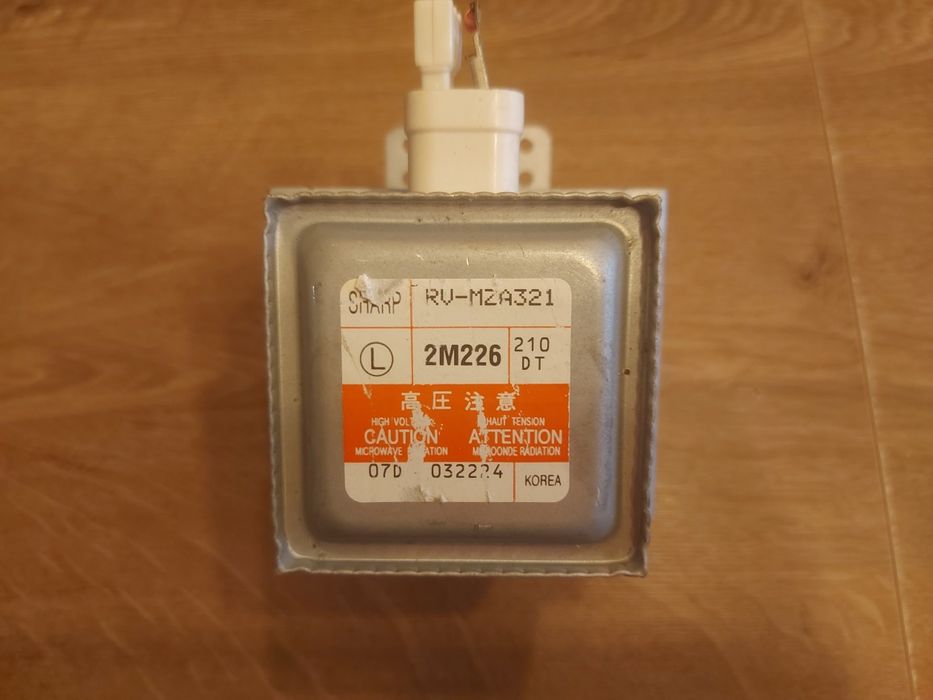 SHARP
RV-MZA321
L
2M226
210
DT
高圧注意
HIGH VOLTAGE
HAUT TENSION
CAUTION
ATTENTION
MICROWAVE RADIATION
MICROONDE RADIATION
07D 032224
KOREA